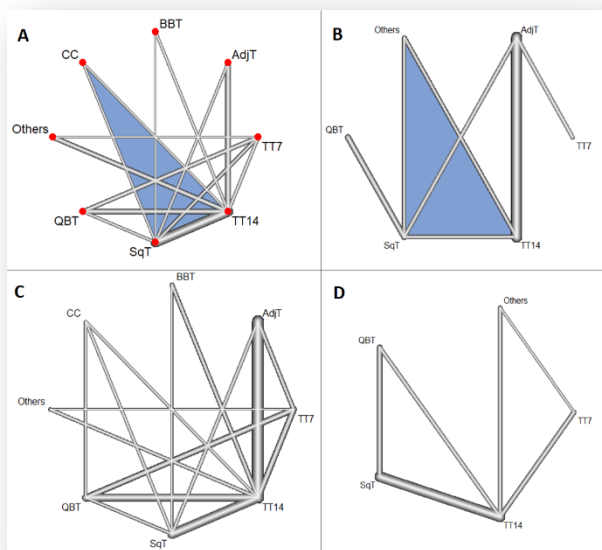 A
BBT
CC
AdjT
Others
TT7
QBT
TT14
SqT
B
Others
AdjT
QBT
TT7
SqT
TT14
C
BBT
CC
AdjT
Others
TT7
QBT
TT14
SqT
D
Others
QBT
TT7
SqT
TT14